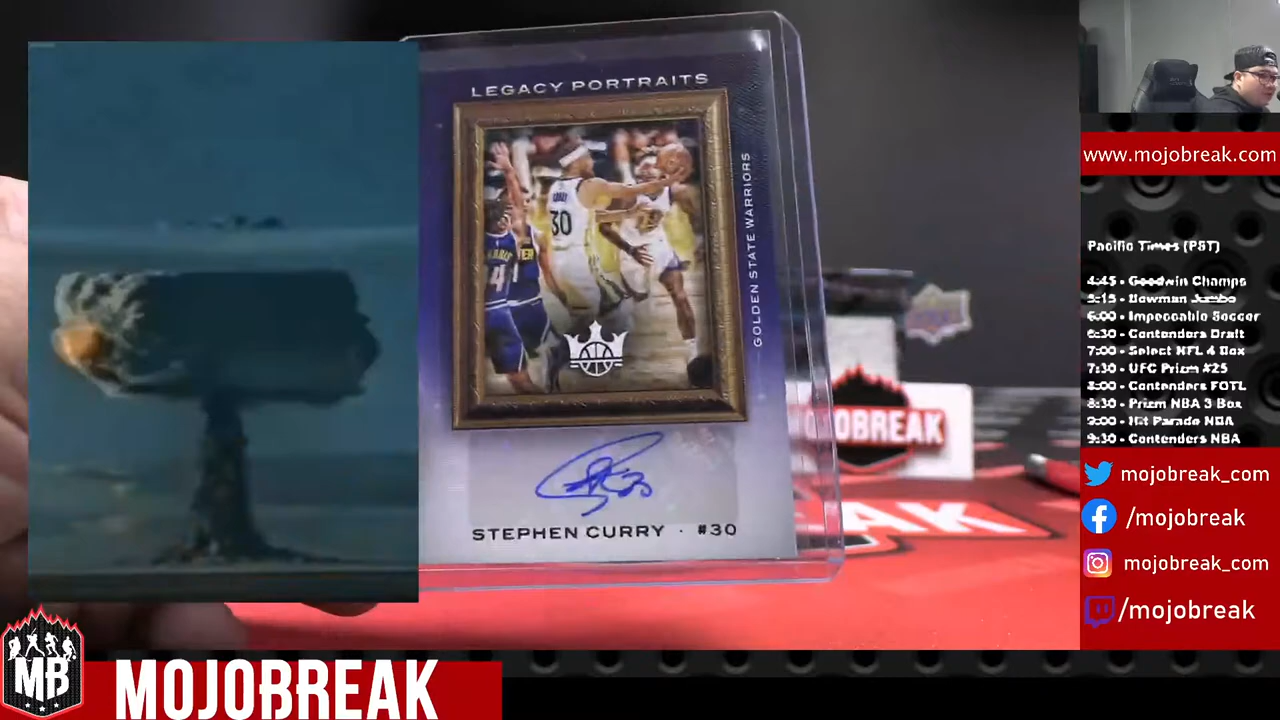 LEGACY PORTRAITS
30
GOLDEN STATE WARRIORS
STEPHEN CURRY · #30
MOJOBREAK
AK
MB
MOJOBREAK
www.mojobreak.com
Pacific Times (PST)
4:45 - Goodwin Champs
5:15 - Bowman Jumbo
6:00 - Impeccable Soccer
6:30 - Contenders Draft
7:00 - Select NFL 4 Box
7:30 - UFC Prizm #25
8:00 - Contenders FOTL
8:30 - Prizm NBA 3 Box
9:00 - Hit Parade NBA
9:30 - Contenders NBA
mojobreak_com
/mojobreak
mojobreak_com
/mojobreak